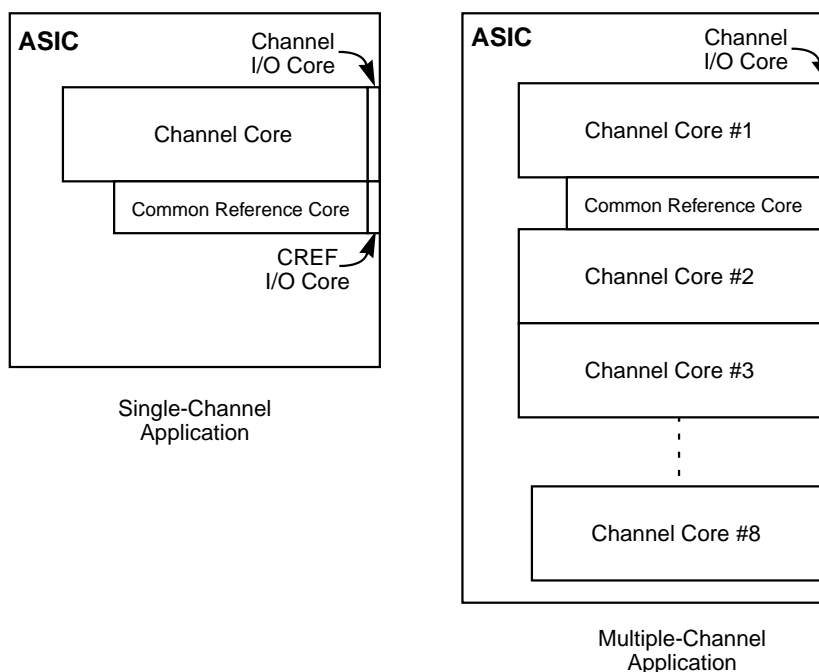 ASIC
Channel
I/O Core
Channel Core
Common Reference Core
CREF
I/O Core
Single-Channel
Application
ASIC
Channel
I/O Core
Channel Core #1
Common Reference Core
Channel Core #2
Channel Core #3
Channel Core #8
Multiple-Channel
Application